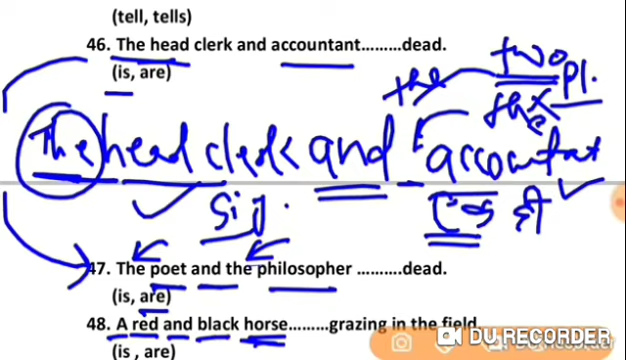 (tell, tells)
46. The head clerk and accountant.........dead.
(is, are)
the two pl.
The head clerk and accountant
Sig.
47. The poet and the philosopher .........dead.
(is, are)
48. A red and black horse.........grazing in the field
(is , are)
DU RECORDER